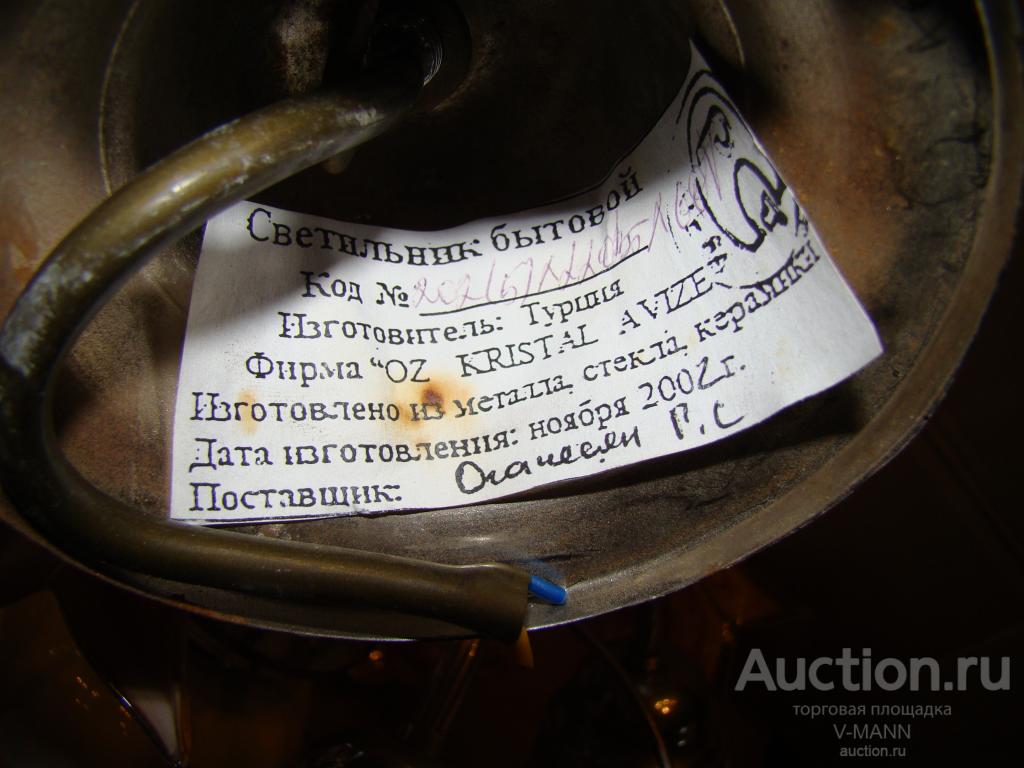 Светильник бытовой
Код №
Изготовитель: Турция
Фирма "OZ KRISTAL AVIZE
Изготовлено из металла, стекла, керамики
Дата изготовления: ноября 2002г.
Поставщик: Оганесян Г. С
Auction.ru
торговая площадка
V-MANN
auction.ru